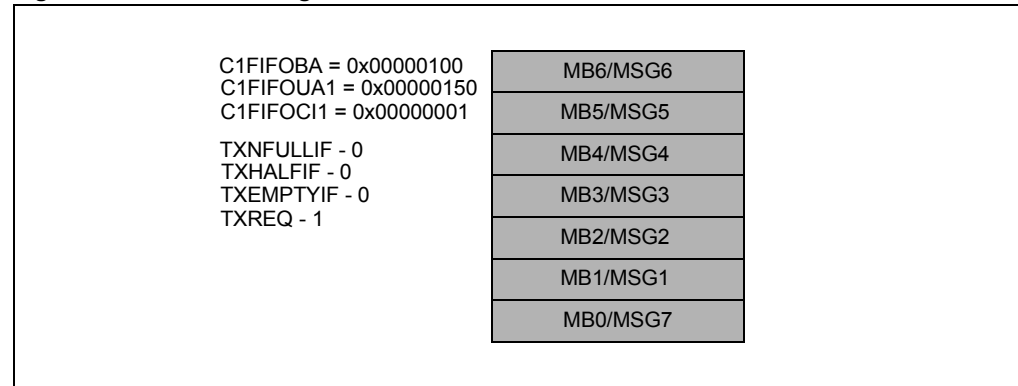 C1FIFOBA = 0x00000100
C1FIFOUA1 = 0x00000150
C1FIFOCI1 = 0x00000001
TXNFULLIF - 0
TXHALFIF - 0
TXEMPTYIF - 0
TXREQ - 1
MB6/MSG6
MB5/MSG5
MB4/MSG4
MB3/MSG3
MB2/MSG2
MB1/MSG1
MB0/MSG7